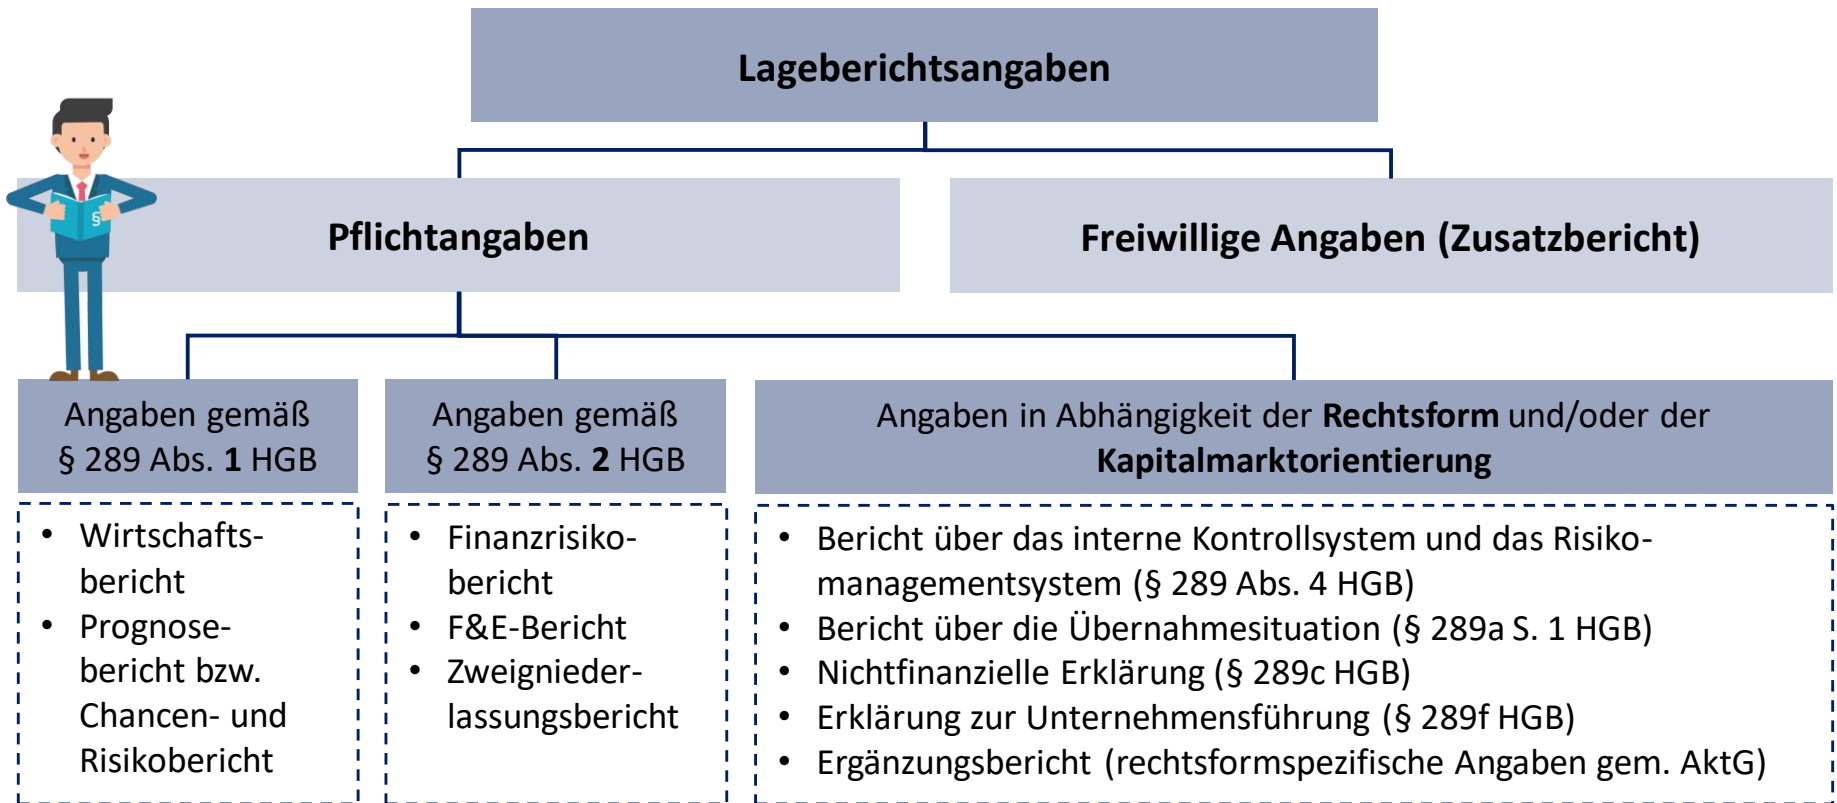 Lageberichtsangaben
§
Pflichtangaben
Freiwillige Angaben (Zusatzbericht)
Angaben gemäß
§ 289 Abs. 1 HGB
• Wirtschafts-
bericht
• Prognose-
bericht bzw.
Chancen- und
Risikobericht
Angaben gemäß
§ 289 Abs. 2 HGB
• Finanzrisiko-
bericht
• F&E-Bericht
• Zweignieder-
lassungsbericht
Angaben in Abhängigkeit der Rechtsform und/oder der
Kapitalmarktorientierung
• Bericht über das interne Kontrollsystem und das Risiko-
managementsystem (§ 289 Abs. 4 HGB)
• Bericht über die Übernahmesituation (§ 289a S. 1 HGB)
• Nichtfinanzielle Erklärung (§ 289c HGB)
• Erklärung zur Unternehmensführung (§ 289f HGB)
• Ergänzungsbericht (rechtsformspezifische Angaben gem. AktG)